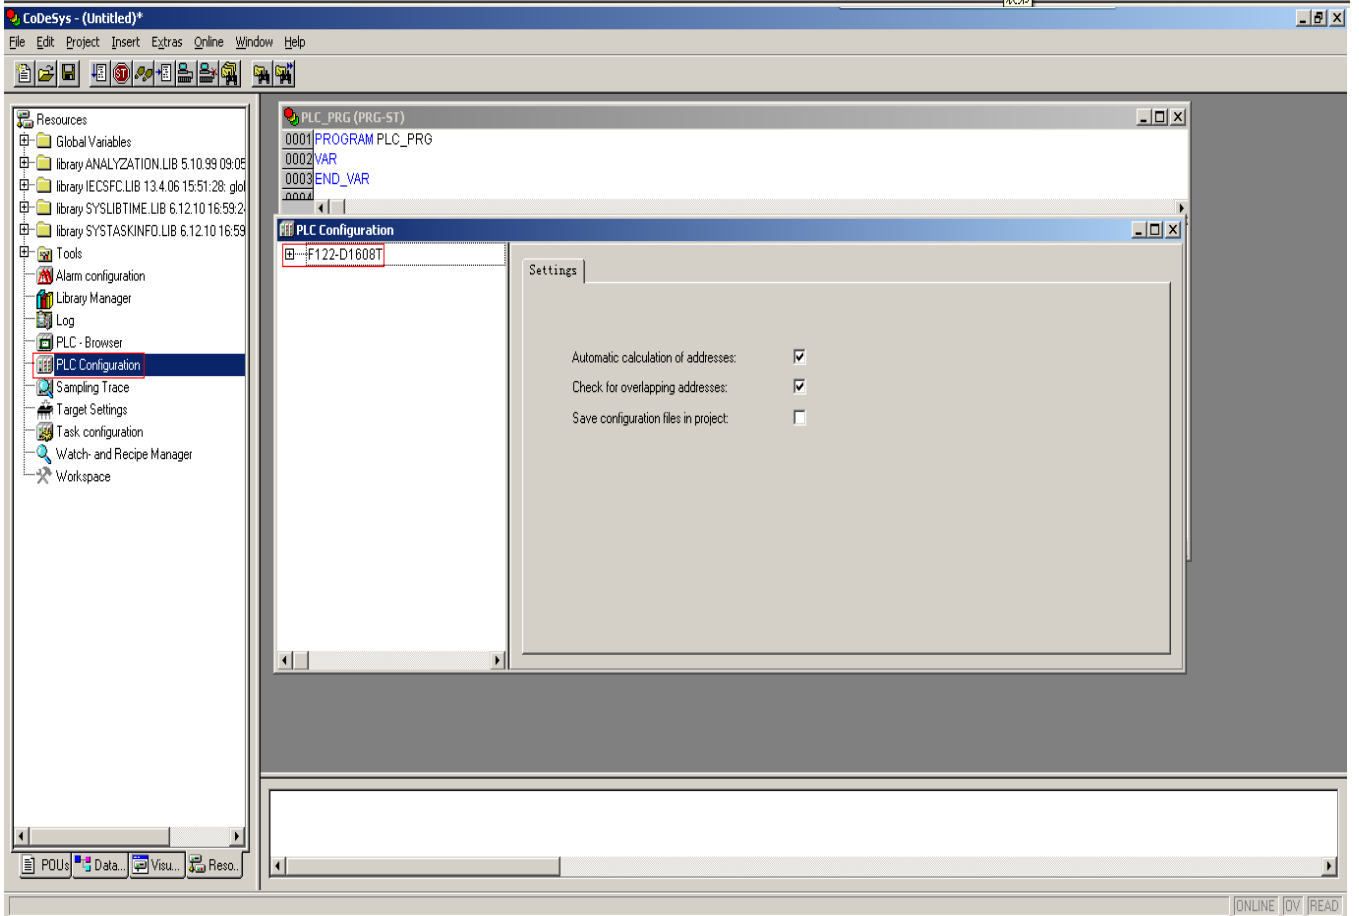 CoDeSys - (Untitled)*
File Edit Project Insert Extras Online Window Help
Resources
Global Variables
library ANALYZATION.LIB 5.10.99 09:05
library IECSFC.LIB 13.4.06 15:51:28: glol
library SYSLIBTIME.LIB 6.12.10 16:59:2
library SYSTASKINFO.LIB 6.12.10 16:59
Tools
Alarm configuration
Library Manager
Log
PLC - Browser
PLC Configuration
Sampling Trace
Target Settings
Task configuration
Watch- and Recipe Manager
Workspace
POUs Data... Visu... Reso...
PLC_PRG (PRG-ST)
0001 PROGRAM PLC_PRG
0002 VAR
0003 END_VAR
0004
PLC Configuration
F122-D1608T
Settings
Automatic calculation of addresses:
Check for overlapping addresses:
Save configuration files in project:
ONLINE OV READ